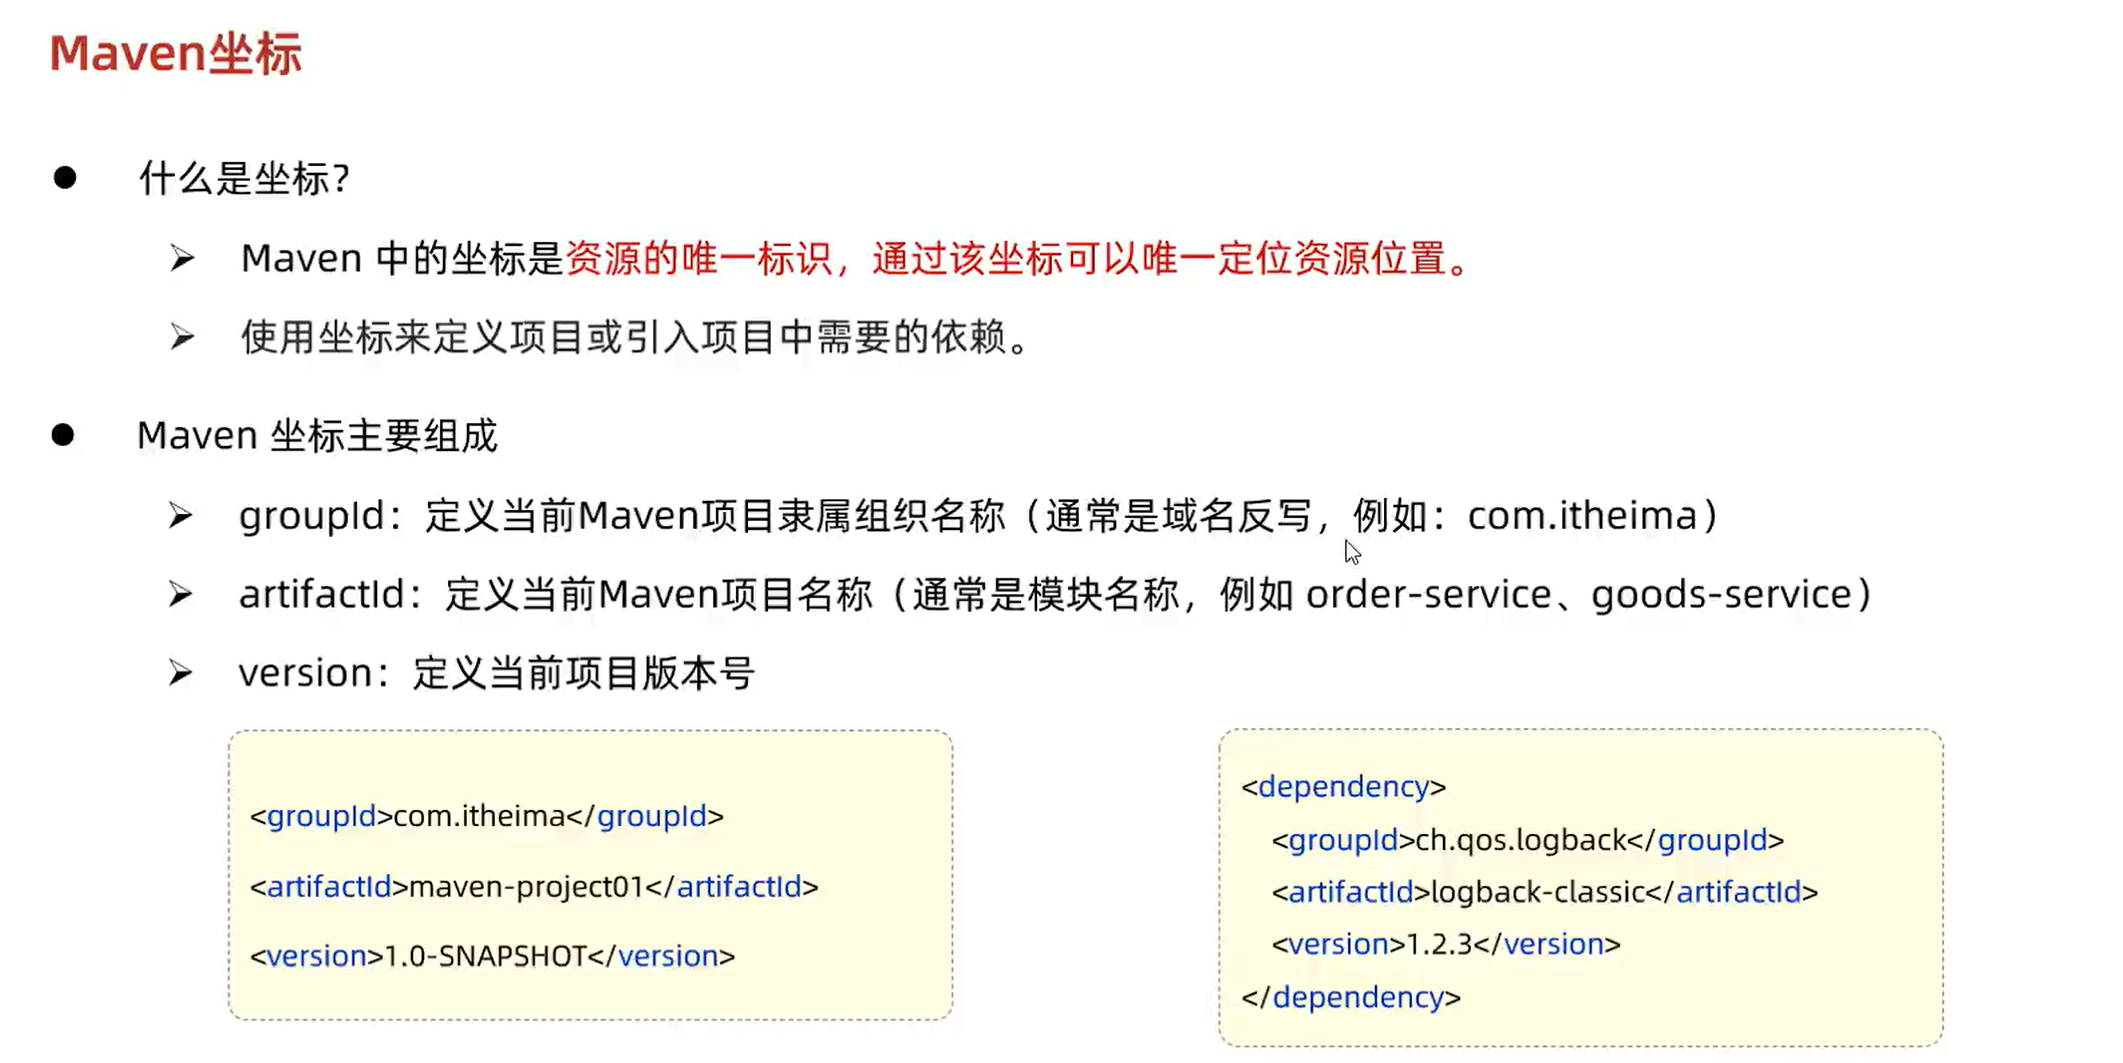 Maven坐标
什么是坐标？
Maven 中的坐标是资源的唯一标识，通过该坐标可以唯一定位资源位置。
使用坐标来定义项目或引入项目中需要的依赖。
Maven 坐标主要组成
groupId：定义当前Maven项目隶属组织名称（通常是域名反写，例如：com.itheima）
artifactId：定义当前Maven项目名称（通常是模块名称，例如 order-service、goods-service）
version：定义当前项目版本号
<groupId>com.itheima</groupId>
<artifactId>maven-project01</artifactId>
<version>1.0-SNAPSHOT</version>
<dependency>
<groupId>ch.qos.logback</groupId>
<artifactId>logback-classic</artifactId>
<version>1.2.3</version>
</dependency>